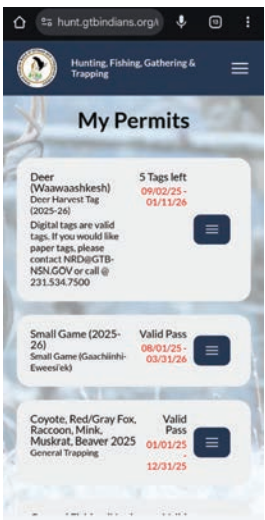 hunt.gtbindians.org/
Hunting, Fishing, Gathering &
Trapping
My Permits
Deer
(Waawaashkesh)
Deer Harvest Tag
(2025-26)
Digital tags are valid
tags. If you would like
paper tags, please
contact NRD@GTB-
NSN.GOV or call @
231.534.7500
5 Tags left
09/02/25 -
01/11/26
Small Game (2025-
26)
Small Game (Gaachiinhi-
Eweesi'ek)
Valid Pass
08/01/25 -
03/31/26
Coyote, Red/Gray Fox,
Raccoon, Mink,
Muskrat, Beaver 2025
General Trapping
Valid
Pass
01/01/25
-
12/31/25